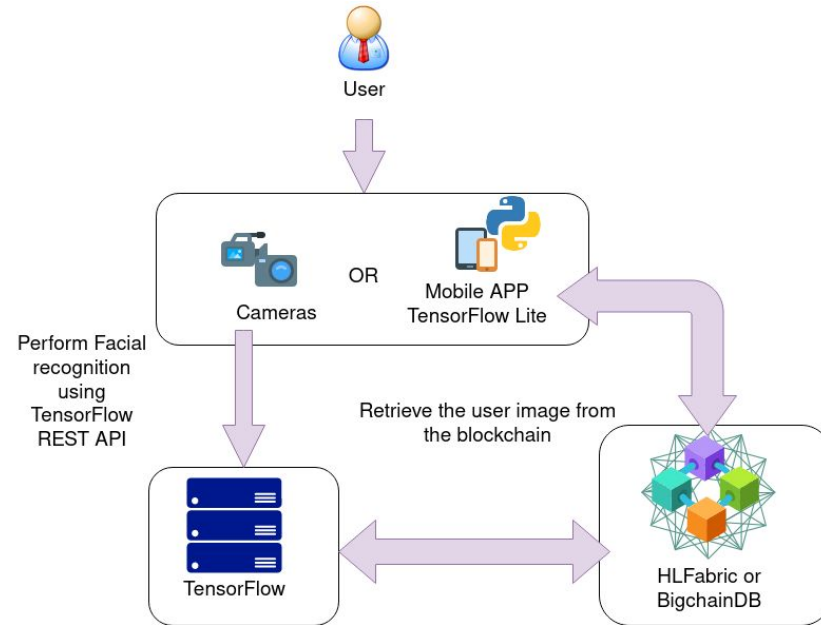 User
OR
Cameras
Mobile APP
TensorFlow Lite
Perform Facial
recognition
using
TensorFlow
REST API
Retrieve the user image from
the blockchain
TensorFlow
HLFabric or
BigchainDB